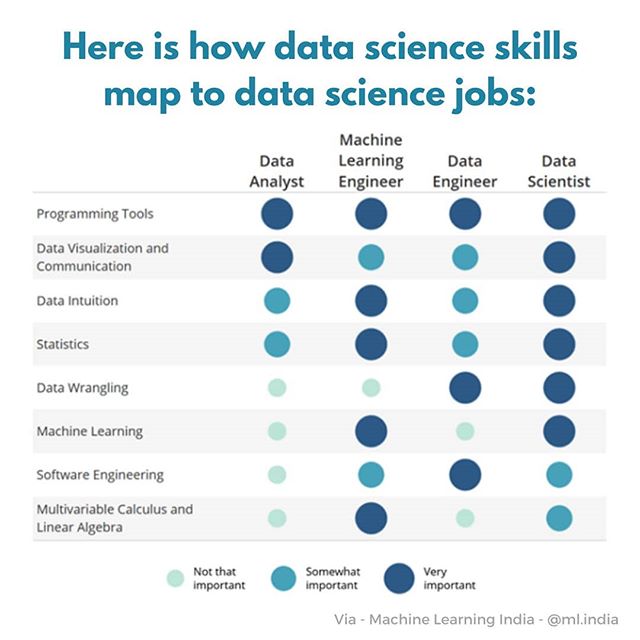 Here is how data science skills
map to data science jobs:
Data
Analyst
Machine
Learning
Engineer
Data
Engineer
Data
Scientist
Programming Tools
Data Visualization and
Communication
Data Intuition
Statistics
Data Wrangling
Machine Learning
Software Engineering
Multivariable Calculus and
Linear Algebra
Not that
important
Somewhat
important
Very
important
Via - Machine Learning India - @ml.india